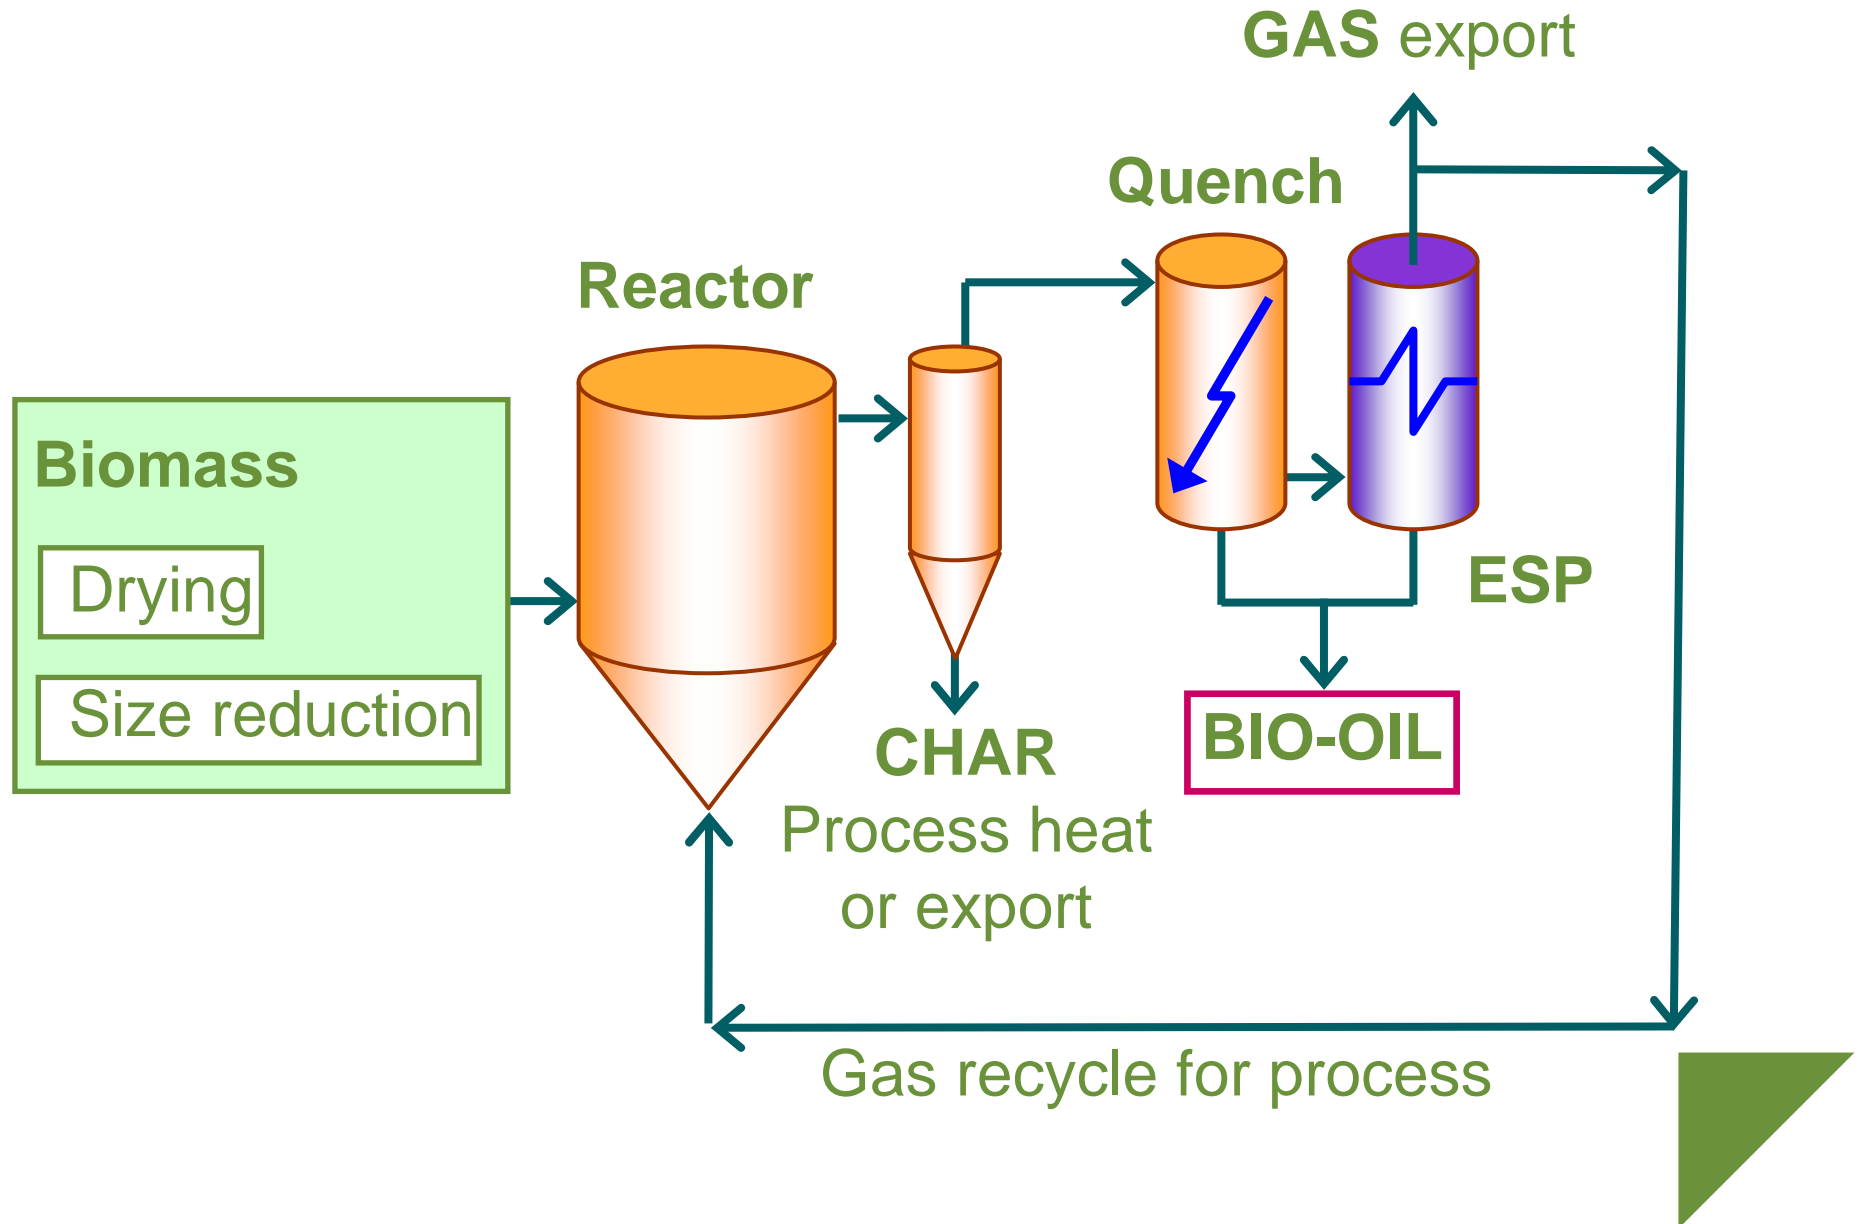 GAS export
Quench
Reactor
Biomass
Drying
Size reduction
ESP
CHAR
Process heat
or export
BIO-OIL
Gas recycle for process